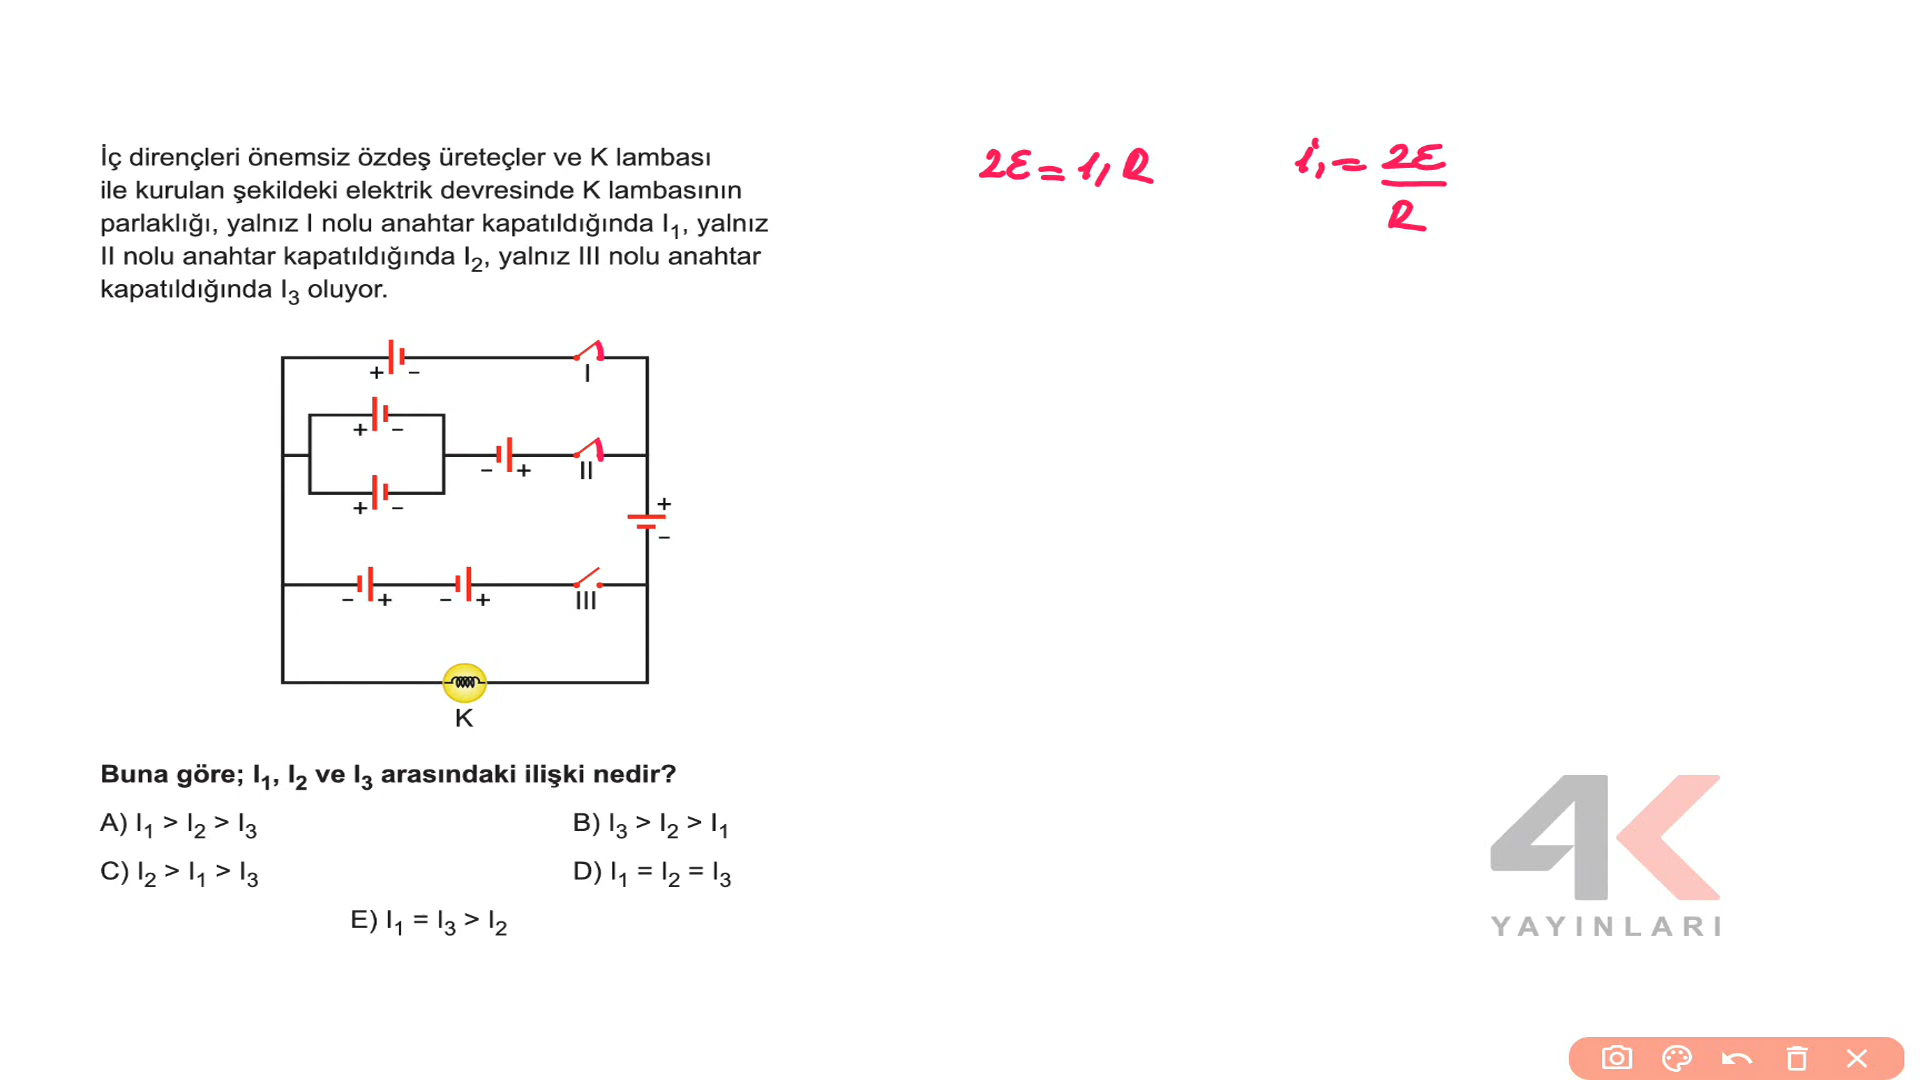 İç dirençleri önemsiz özdeş üreteçler ve K lambası
ile kurulan şekildeki elektrik devresinde K lambasının
parlaklığı, yalnız I nolu anahtar kapatıldığında I₁, yalnız
II nolu anahtar kapatıldığında I₂, yalnız III nolu anahtar
kapatıldığında I₃ oluyor.
+ − I
+ −
− + II
+ −
+
−
− + − + III
K
Buna göre; I₁, I₂ ve I₃ arasındaki ilişki nedir?
A) I₁ > I₂ > I₃ B) I₃ > I₂ > I₁
C) I₂ > I₁ > I₃ D) I₁ = I₂ = I₃
E) I₁ = I₃ > I₂
2ε = i₁ R
i₁ = 2ε / R
4K
YAYINLARI